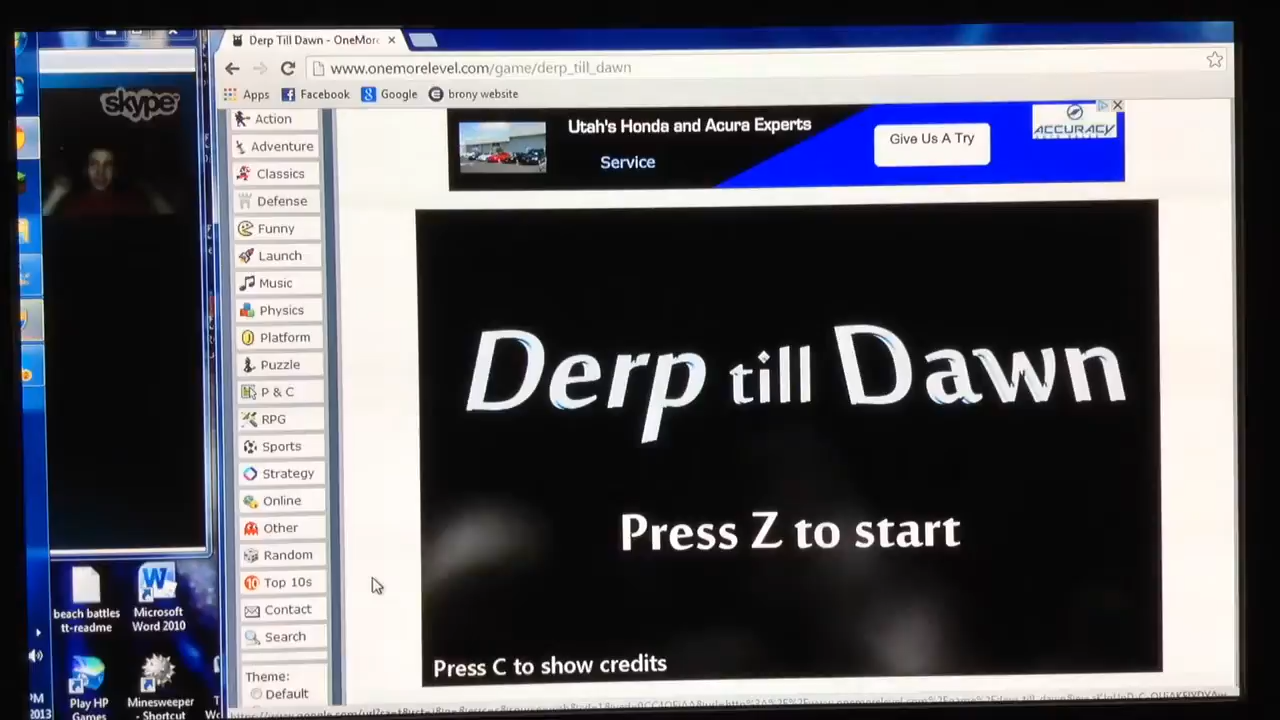 Derp Till Dawn - OneMore
www.onemorelevel.com/game/derp_till_dawn
Apps Facebook Google brony website
skype
Action
Adventure
Classics
Defense
Funny
Launch
Music
Physics
Platform
Puzzle
P & C
RPG
Sports
Strategy
Online
Other
Random
10 Top 10s
Contact
Search
Theme:
Default
Utah's Honda and Acura Experts
Service
Give Us A Try
ACCURACY
Derp till Dawn
Press Z to start
Press C to show credits
beach battles
tt-readme
Microsoft
Word 2010
Play HP
Games
Minesweeper
- Shortcut
PM
2013